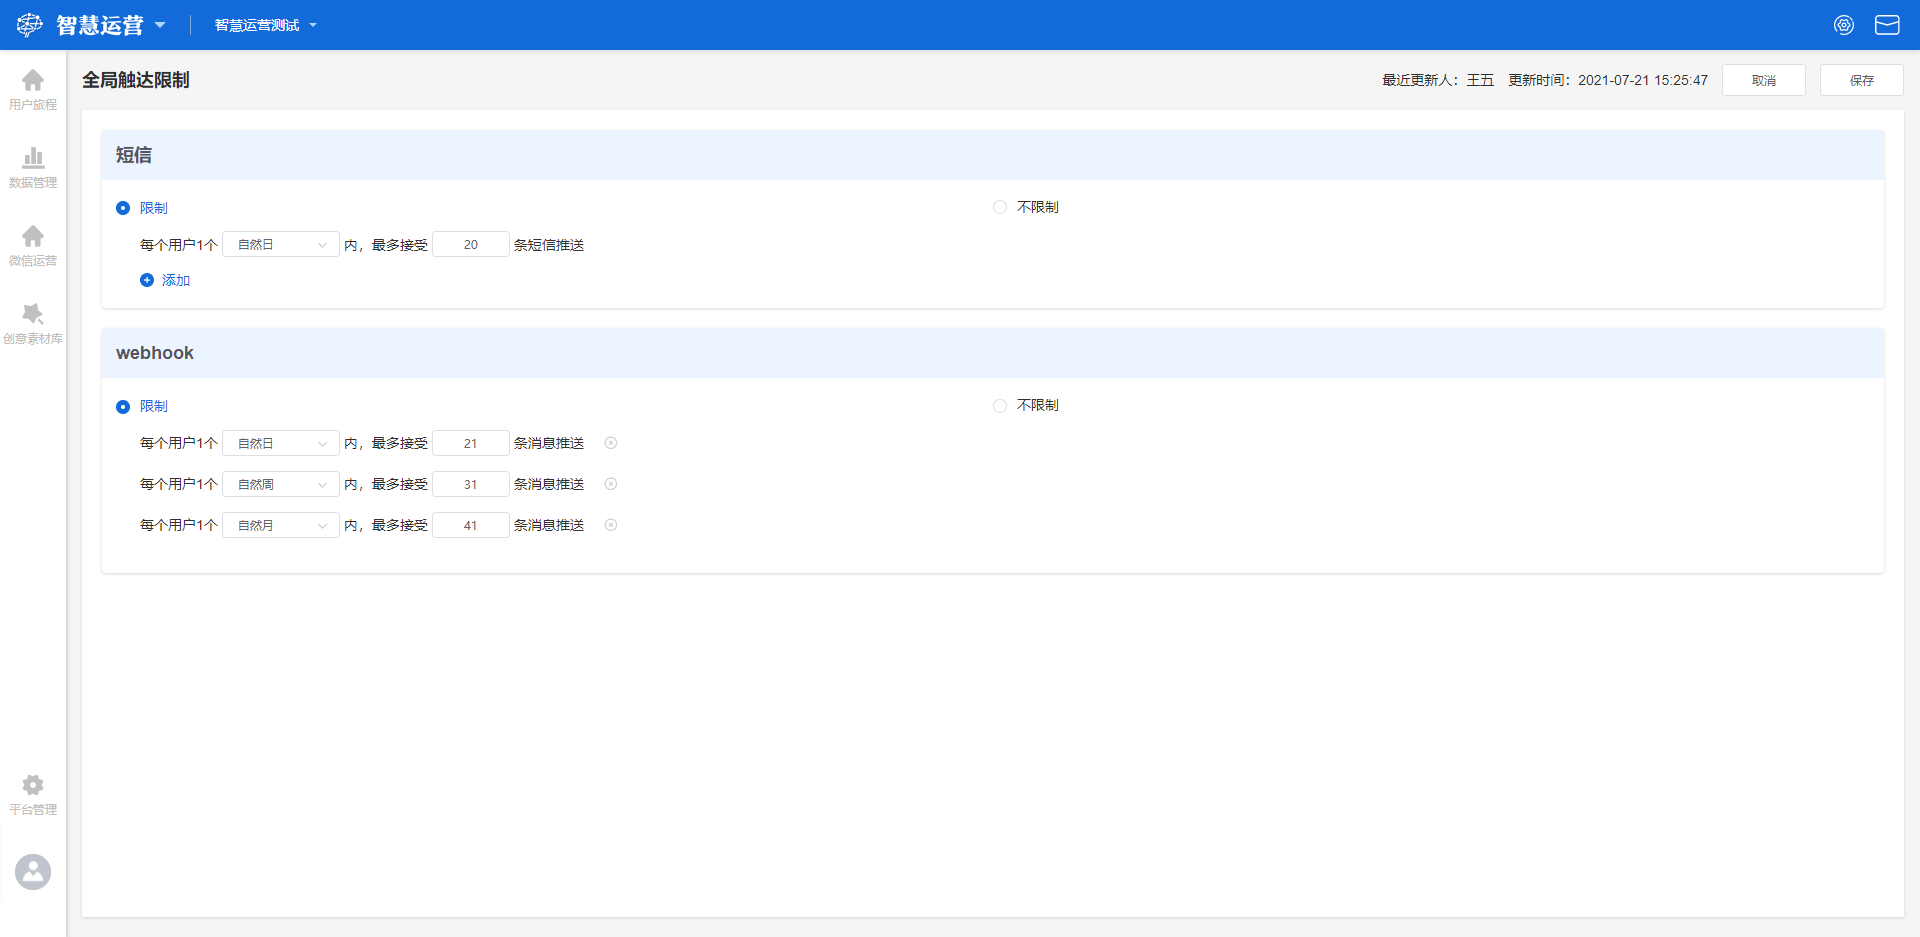 智慧运营
智慧运营测试
用户旅程
数据管理
微信运营
创意素材库
平台管理
全局触达限制
最近更新人：王五 更新时间：2021-07-21 15:25:47 取消 保存
短信
限制 不限制
每个用户1个 自然日 内，最多接受 20 条短信推送
添加
webhook
限制 不限制
每个用户1个 自然日 内，最多接受 21 条消息推送
每个用户1个 自然周 内，最多接受 31 条消息推送
每个用户1个 自然月 内，最多接受 41 条消息推送